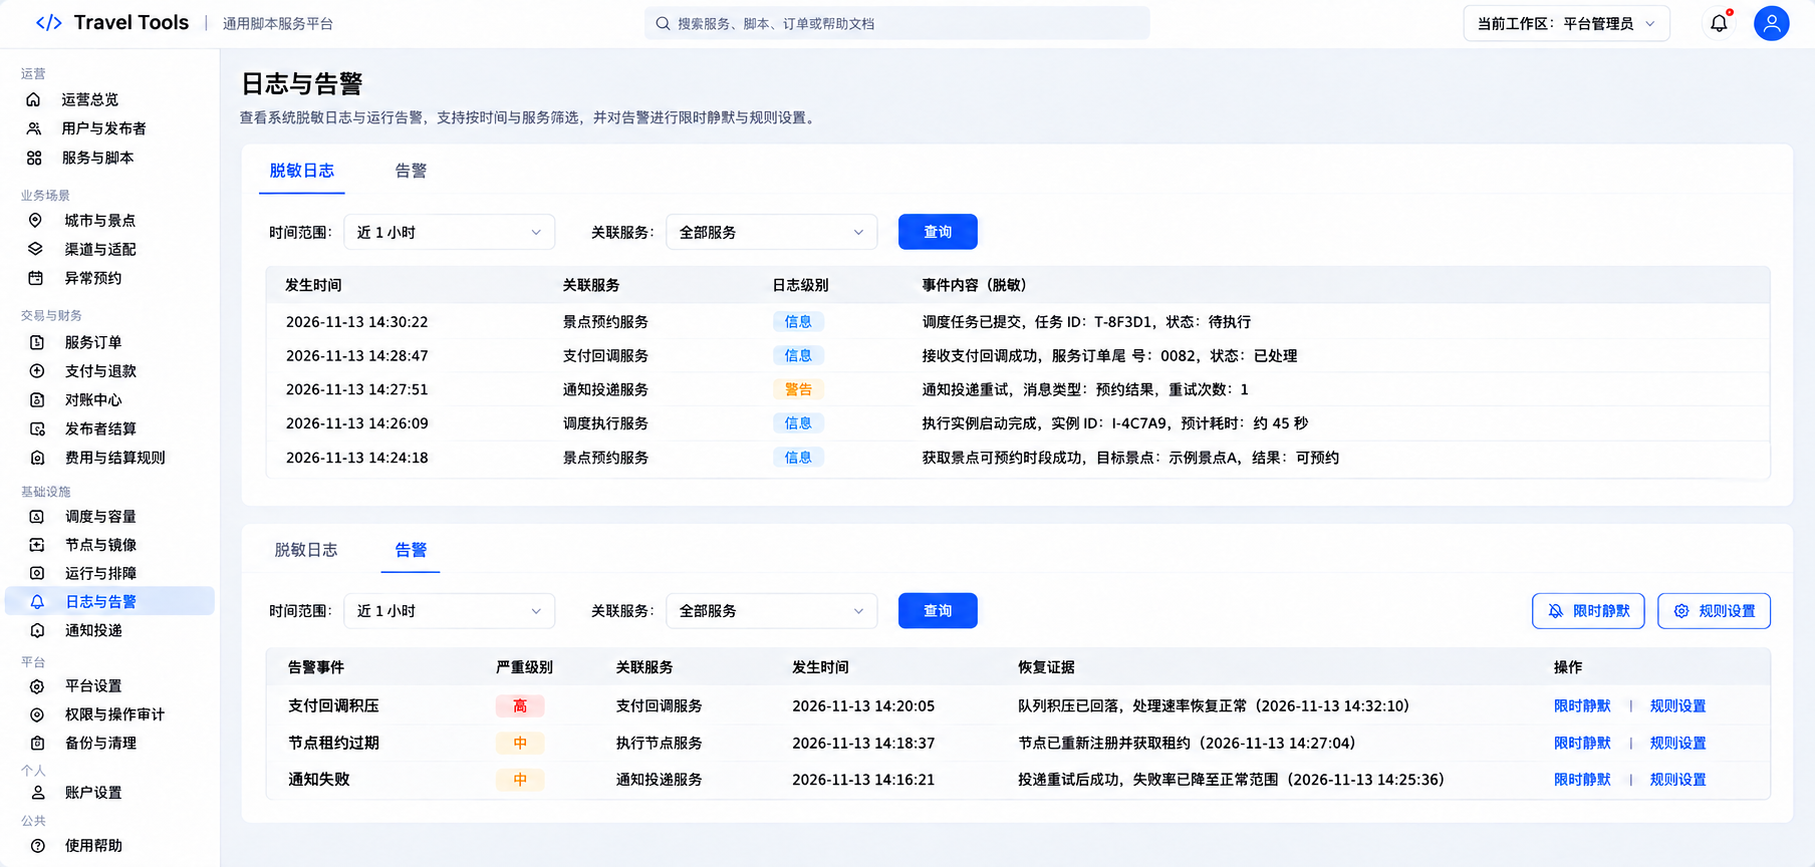 </> Travel Tools | 通用脚本服务平台
搜索服务、脚本、订单或帮助文档
当前工作区：平台管理员
运营
运营总览
用户与发布者
服务与脚本
业务场景
城市与景点
渠道与适配
异常预约
交易与财务
服务订单
支付与退款
对账中心
发布者结算
费用与结算规则
基础设施
调度与容量
节点与镜像
运行与排障
日志与告警
通知投递
平台
平台设置
权限与操作审计
备份与清理
个人
账户设置
公共
使用帮助
日志与告警
查看系统脱敏日志与运行告警，支持按时间与服务筛选，并对告警进行限时静默与规则设置。
脱敏日志 告警
时间范围： 近 1 小时 关联服务： 全部服务 查询
发生时间 关联服务 日志级别 事件内容（脱敏）
2026-11-13 14:30:22 景点预约服务 信息 调度任务已提交，任务 ID：T-8F3D1，状态：待执行
2026-11-13 14:28:47 支付回调服务 信息 接收支付回调成功，服务订单尾 号：0082，状态：已处理
2026-11-13 14:27:51 通知投递服务 警告 通知投递重试，消息类型：预约结果，重试次数：1
2026-11-13 14:26:09 调度执行服务 信息 执行实例启动完成，实例 ID：I-4C7A9，预计耗时：约 45 秒
2026-11-13 14:24:18 景点预约服务 信息 获取景点可预约时段成功，目标景点：示例景点A，结果：可预约
脱敏日志 告警
时间范围： 近 1 小时 关联服务： 全部服务 查询 限时静默 规则设置
告警事件 严重级别 关联服务 发生时间 恢复证据 操作
支付回调积压 高 支付回调服务 2026-11-13 14:20:05 队列积压已回落，处理速率恢复正常（2026-11-13 14:32:10） 限时静默 | 规则设置
节点租约过期 中 执行节点服务 2026-11-13 14:18:37 节点已重新注册并获取租约（2026-11-13 14:27:04） 限时静默 | 规则设置
通知失败 中 通知投递服务 2026-11-13 14:16:21 投递重试后成功，失败率已降至正常范围（2026-11-13 14:25:36） 限时静默 | 规则设置